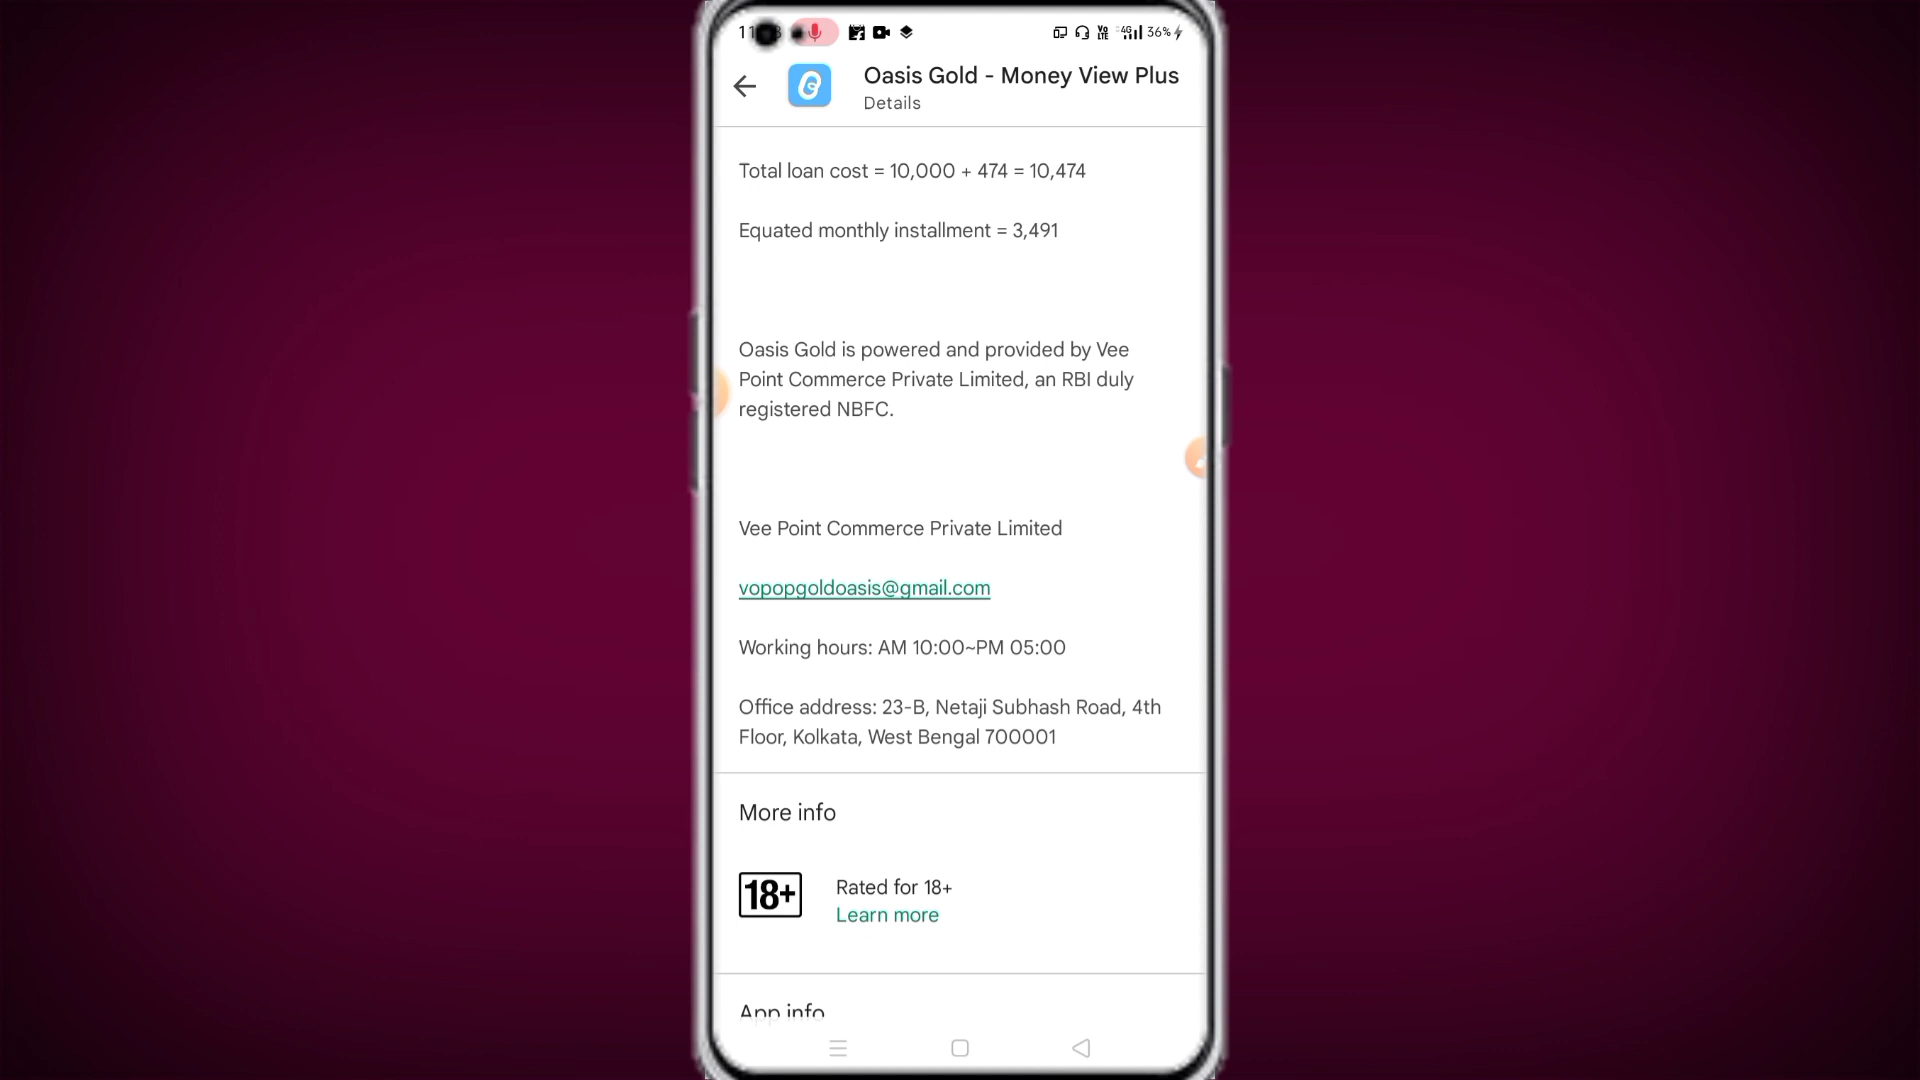 36%
Oasis Gold - Money View Plus
Details
Total loan cost = 10,000 + 474 = 10,474
Equated monthly installment = 3,491
Oasis Gold is powered and provided by Vee
Point Commerce Private Limited, an RBI duly
registered NBFC.
Vee Point Commerce Private Limited
vopopgoldoasis@gmail.com
Working hours: AM 10:00~PM 05:00
Office address: 23-B, Netaji Subhash Road, 4th
Floor, Kolkata, West Bengal 700001
More info
18+
Rated for 18+
Learn more
App info